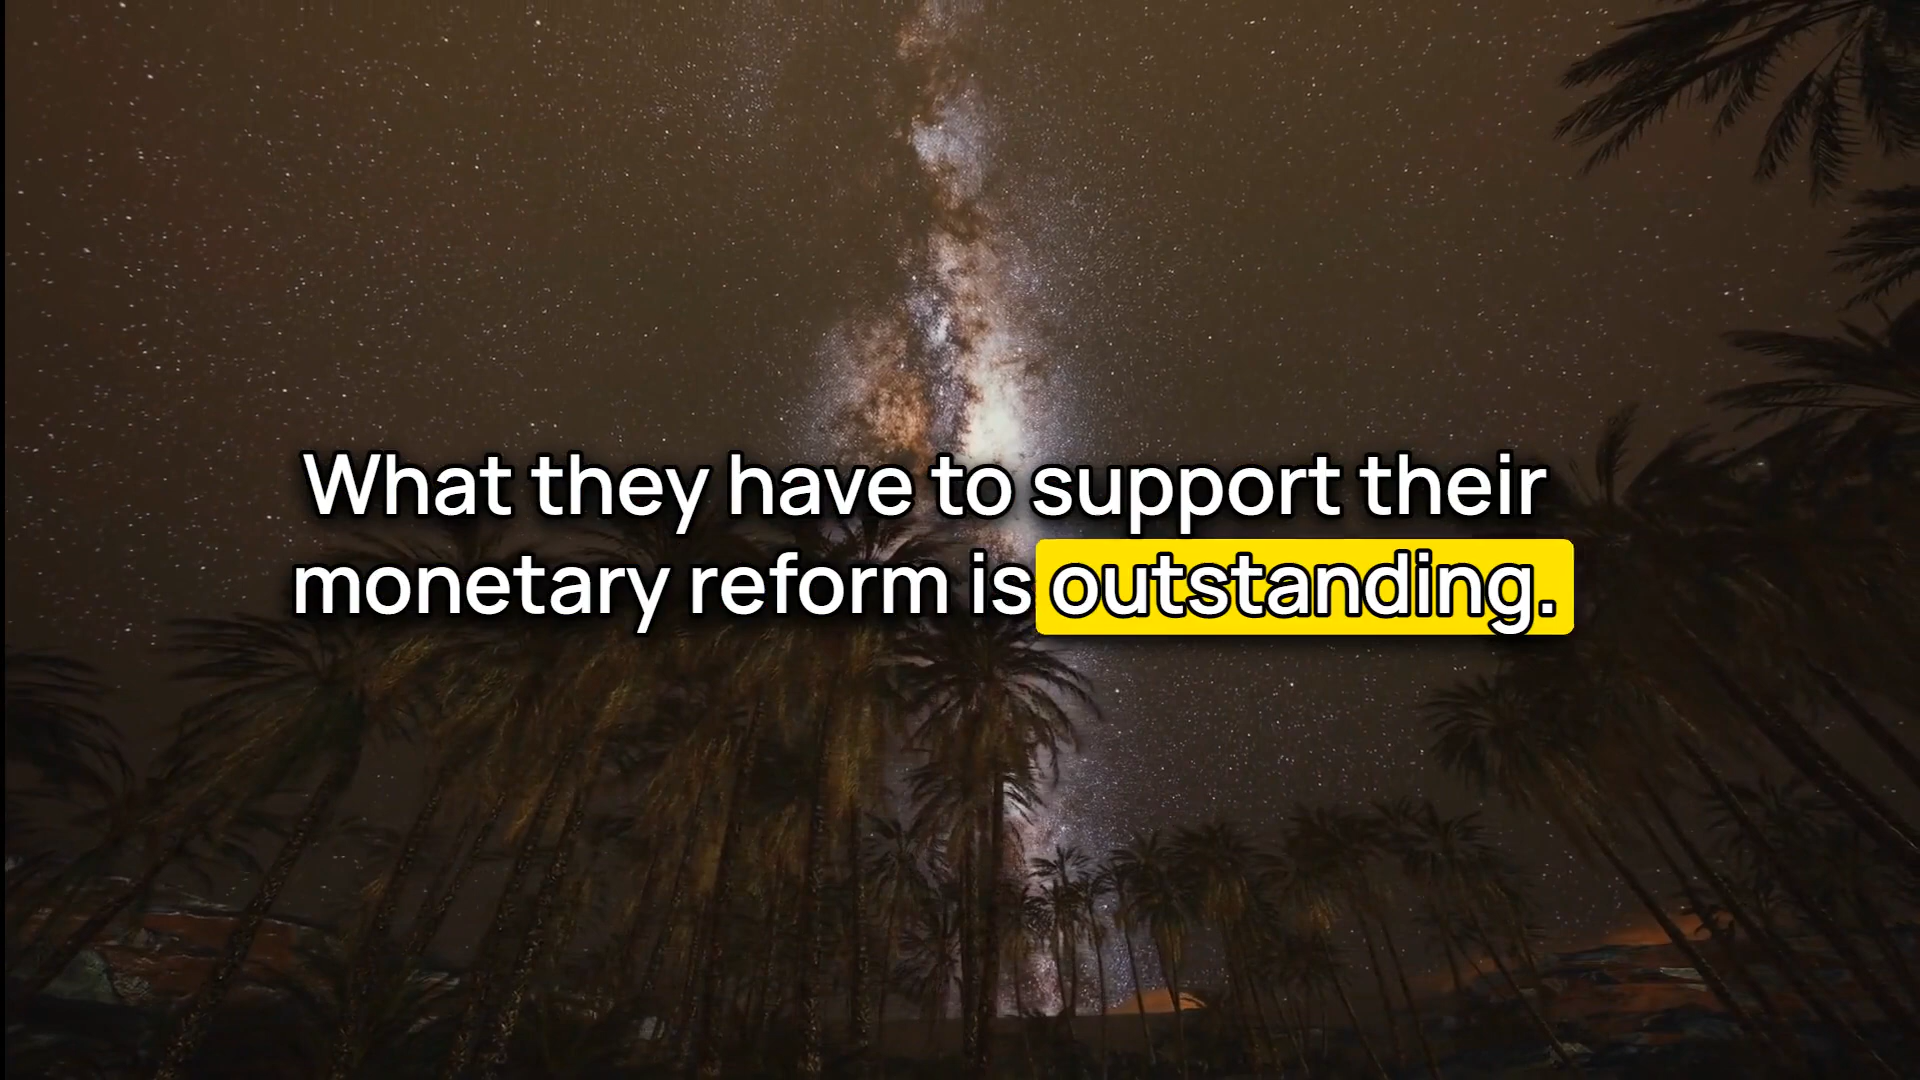 What they have to support their
monetary reform is outstanding.